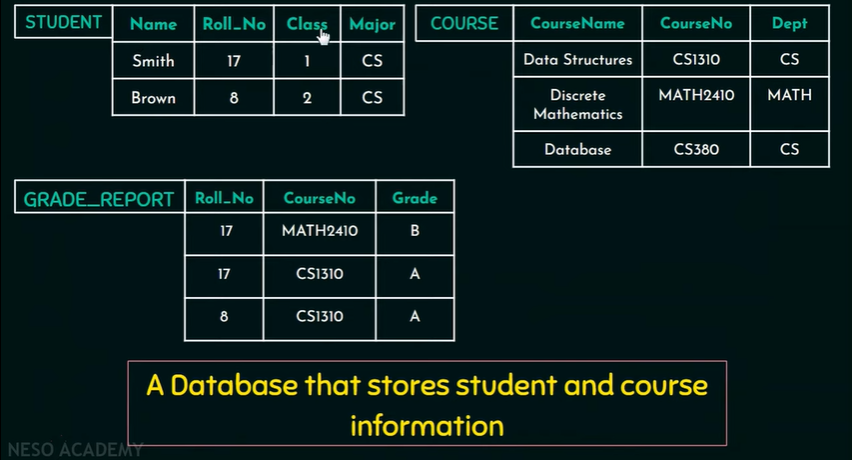 STUDENT Name Roll_No Class Major
Smith 17 1 CS
Brown 8 2 CS
COURSE CourseName CourseNo Dept
Data Structures CS1310 CS
Discrete Mathematics MATH2410 MATH
Database CS380 CS
GRADE_REPORT Roll_No CourseNo Grade
17 MATH2410 B
17 CS1310 A
8 CS1310 A
A Database that stores student and course
information
NESO ACADEMY